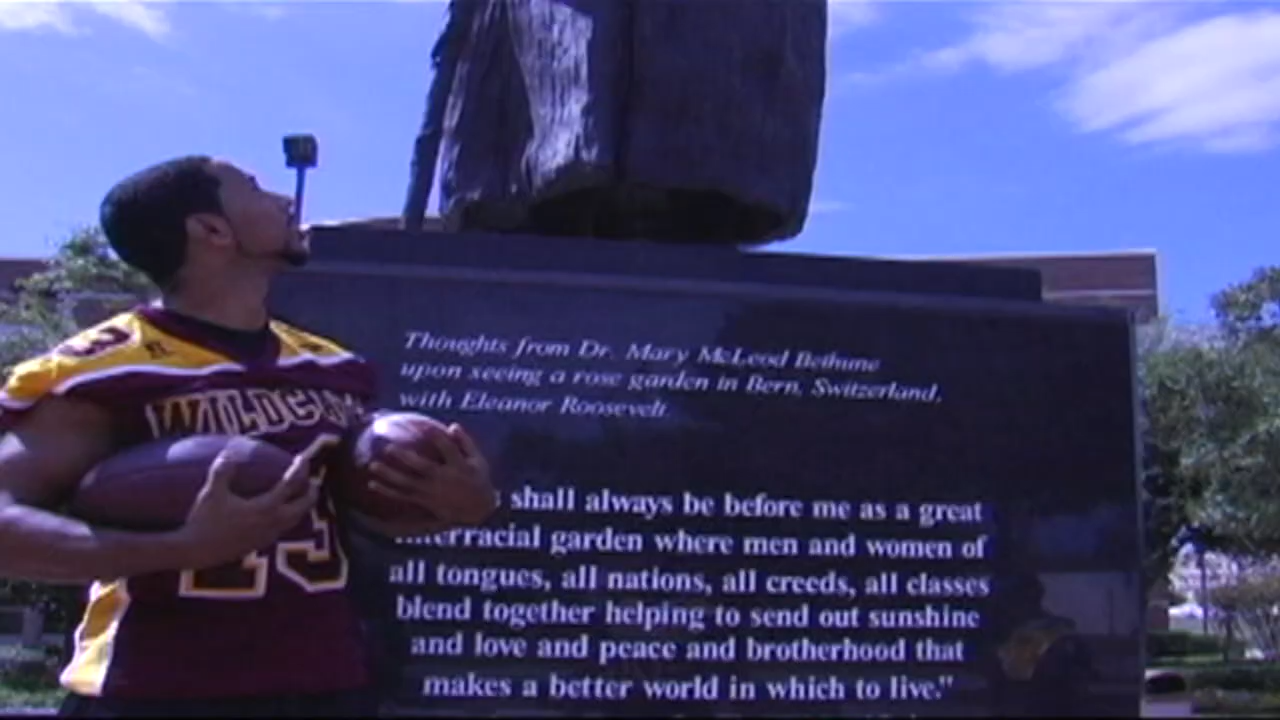 Thoughts from Dr. Mary McLeod Bethune
upon seeing a rose garden in Bern, Switzerland,
with Eleanor Roosevelt
shall always be before me as a great
interracial garden where men and women of
all tongues, all nations, all creeds, all classes
blend together helping to send out sunshine
and love and peace and brotherhood that
makes a better world in which to live."
WILDC
3